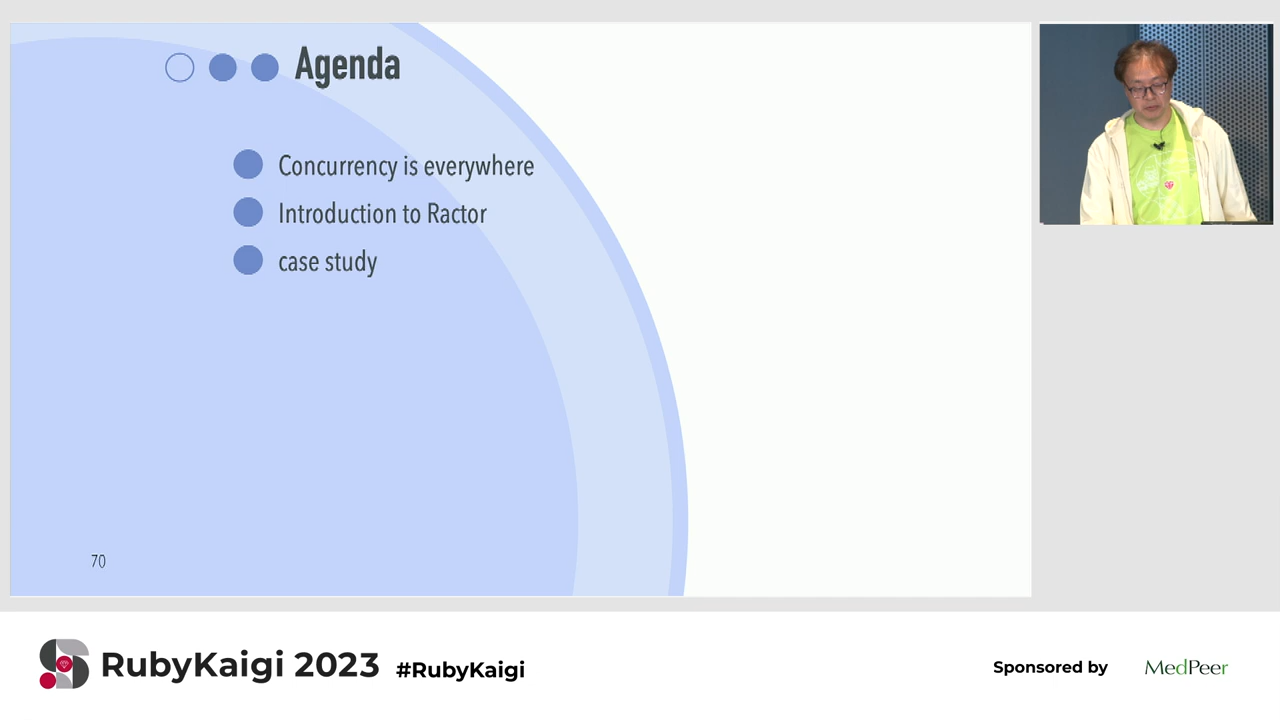 Agenda
Concurrency is everywhere
Introduction to Ractor
case study
70
RubyKaigi 2023 #RubyKaigi
Sponsored by MedPeer